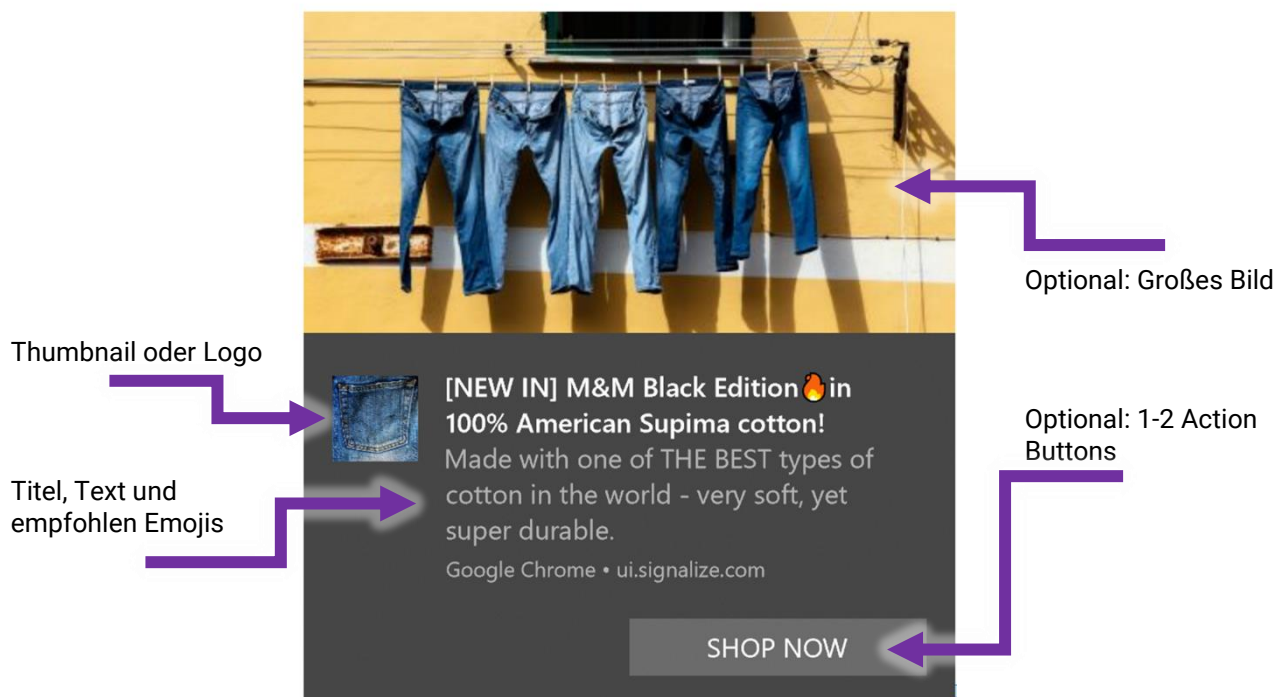 Optional: Großes Bild
Thumbnail oder Logo
[NEW IN] M&M Black Edition🔥in
100% American Supima cotton!
Made with one of THE BEST types of
cotton in the world - very soft, yet
super durable.
Google Chrome • ui.signalize.com
Titel, Text und
empfohlen Emojis
Optional: 1-2 Action
Buttons
SHOP NOW